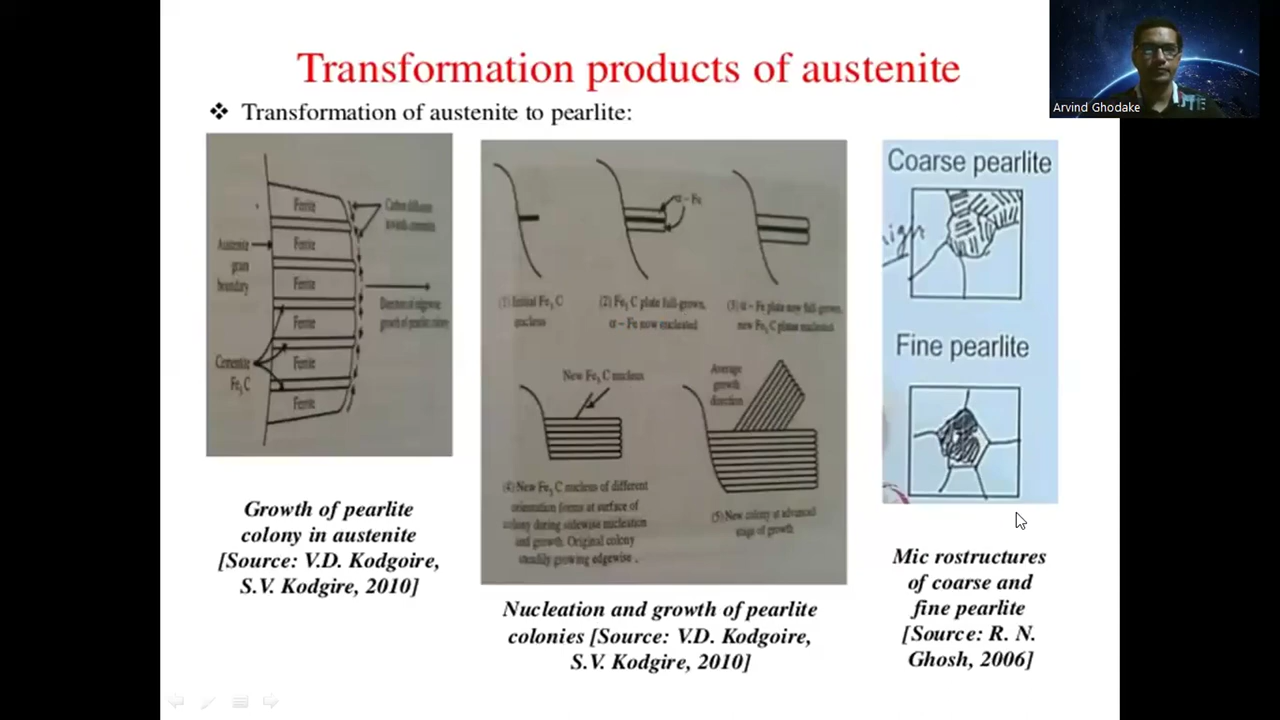 Transformation products of austenite
Arvind Ghodake
❖ Transformation of austenite to pearlite:
Ferrite
Ferrite
Ferrite
Ferrite
Ferrite
Ferrite
Austenite
grain
boundary
Cementite
Fe₃C
Carbon diffusion
towards cementite
Direction of edgewise
growth of pearlite colony
α – Fe
(1) Initial Fe₃C
nucleus
(2) Fe₃C plate full-grown,
α – Fe now nucleated
(3) α – Fe plate now full-grown,
new Fe₃C plates nucleated
New Fe₃C nucleus
Average
growth
direction
(4) New Fe₃C nucleus of different
orientation forms at surface of
colony during sidewise nucleation
and growth. Original colony
steadily growing edgewise .
(5) New colony at advanced
stage of growth
Coarse pearlite
Fine pearlite
Growth of pearlite
colony in austenite
[Source: V.D. Kodgoire,
S.V. Kodgire, 2010]
Nucleation and growth of pearlite
colonies [Source: V.D. Kodgoire,
S.V. Kodgire, 2010]
Mic rostructures
of coarse and
fine pearlite
[Source: R. N.
Ghosh, 2006]